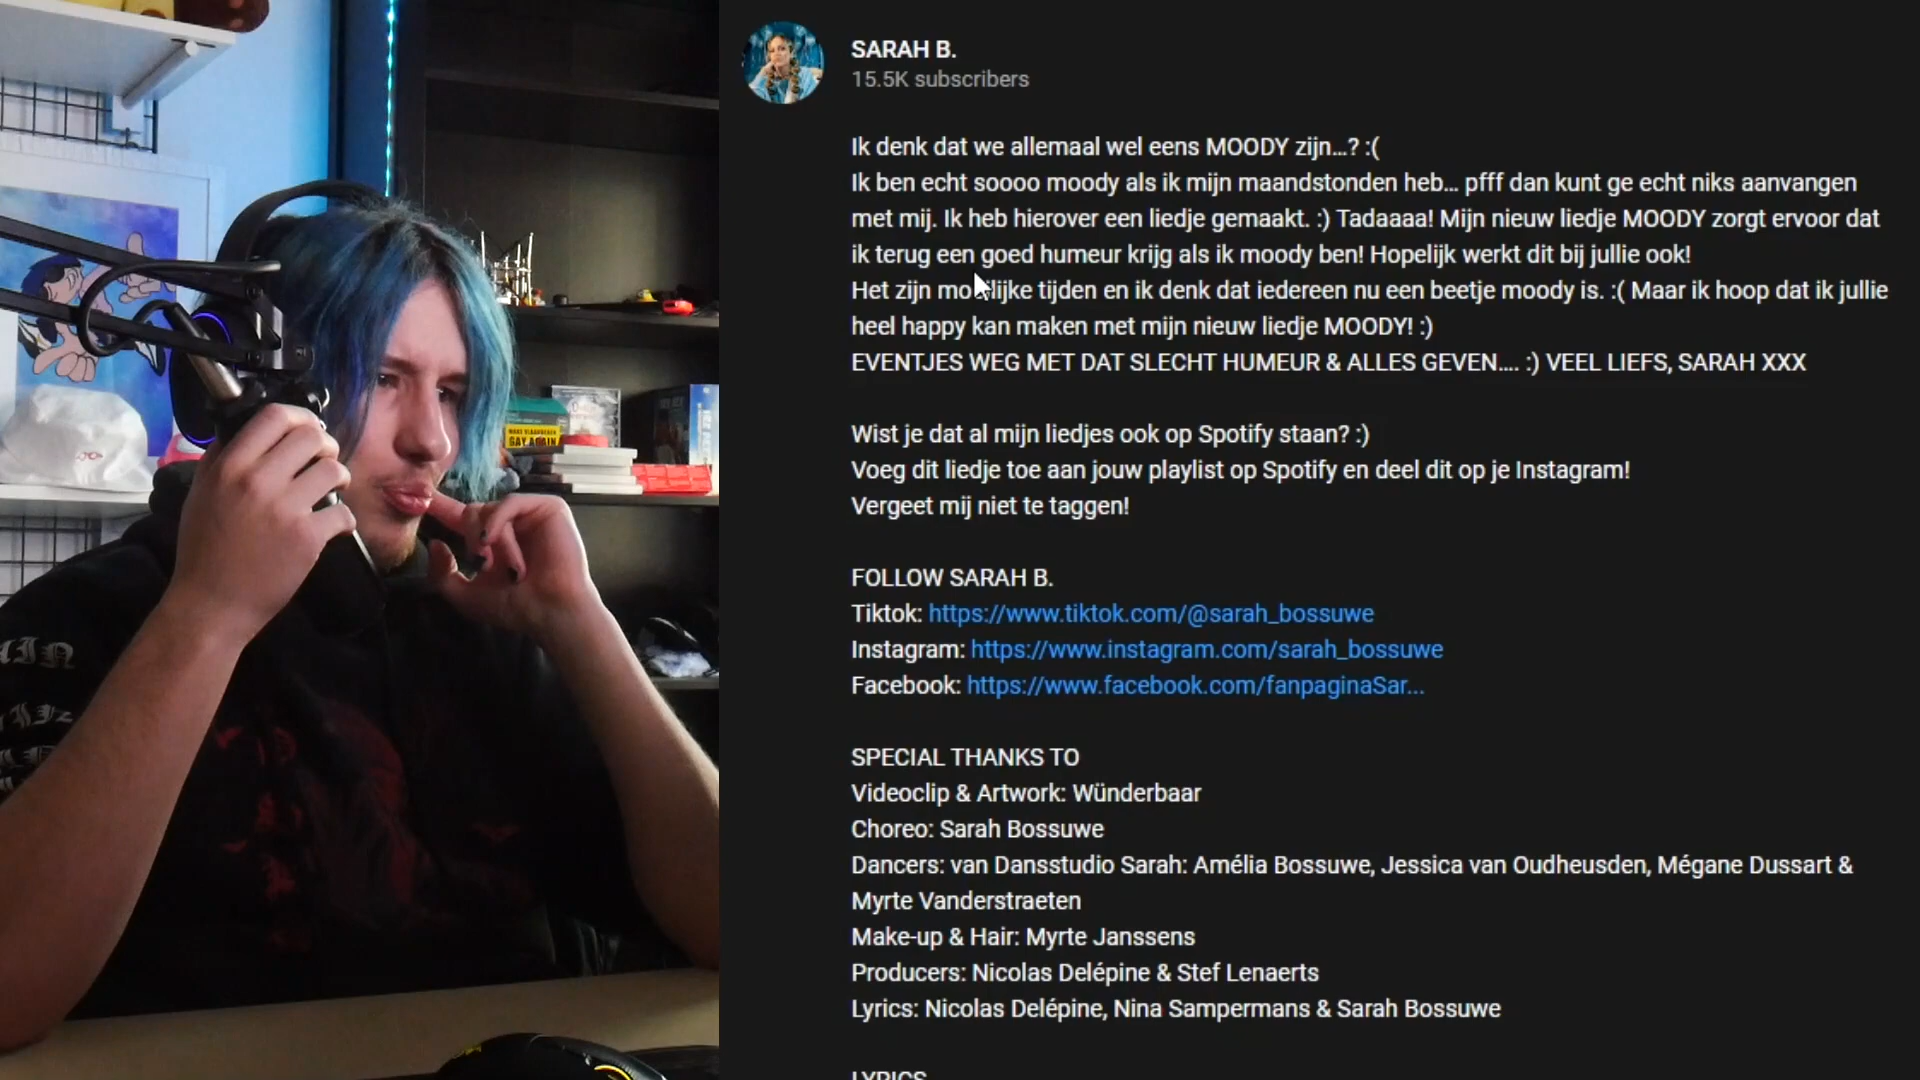 SARAH B.
15.5K subscribers
Ik denk dat we allemaal wel eens MOODY zijn...? :(
Ik ben echt soooo moody als ik mijn maandstonden heb... pfff dan kunt ge echt niks aanvangen
met mij. Ik heb hierover een liedje gemaakt. :) Tadaaaa! Mijn nieuw liedje MOODY zorgt ervoor dat
ik terug een goed humeur krijg als ik moody ben! Hopelijk werkt dit bij jullie ook!
Het zijn moeilijke tijden en ik denk dat iedereen nu een beetje moody is. :( Maar ik hoop dat ik jullie
heel happy kan maken met mijn nieuw liedje MOODY! :)
EVENTJES WEG MET DAT SLECHT HUMEUR & ALLES GEVEN.... :) VEEL LIEFS, SARAH XXX
Wist je dat al mijn liedjes ook op Spotify staan? :)
Voeg dit liedje toe aan jouw playlist op Spotify en deel dit op je Instagram!
Vergeet mij niet te taggen!
FOLLOW SARAH B.
Tiktok: https://www.tiktok.com/@sarah_bossuwe
Instagram: https://www.instagram.com/sarah_bossuwe
Facebook: https://www.facebook.com/fanpaginaSar...
SPECIAL THANKS TO
Videoclip & Artwork: Wünderbaar
Choreo: Sarah Bossuwe
Dancers: van Dansstudio Sarah: Amélia Bossuwe, Jessica van Oudheusden, Mégane Dussart &
Myrte Vanderstraeten
Make-up & Hair: Myrte Janssens
Producers: Nicolas Delépine & Stef Lenaerts
Lyrics: Nicolas Delépine, Nina Sampermans & Sarah Bossuwe
LYRICS
MAKE VLAANDEREN
GAY AGAIN